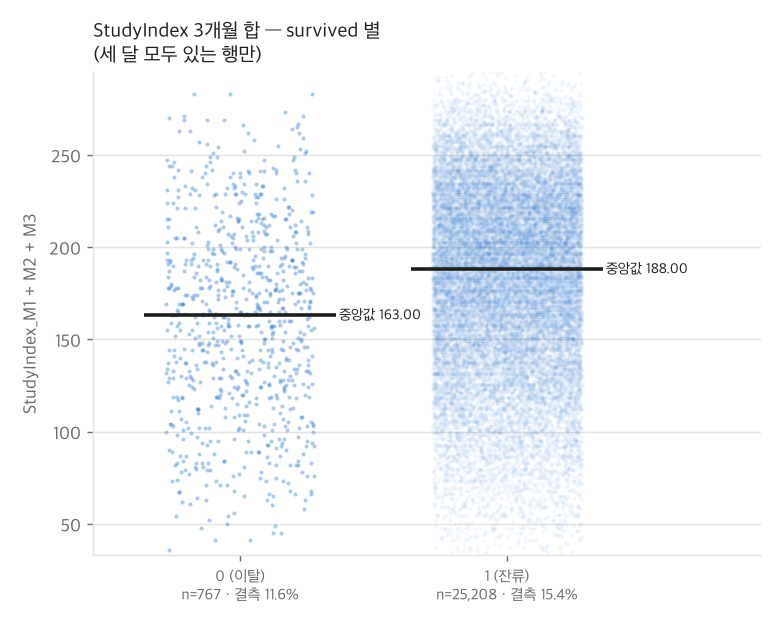 StudyIndex 3개월 합 — survived 별
(세 달 모두 있는 행만)
StudyIndex_M1 + M2 + M3
250
200
150
100
50
중앙값 163.00
중앙값 188.00
0 (이탈)
n=767 · 결측 11.6%
1 (잔류)
n=25,208 · 결측 15.4%